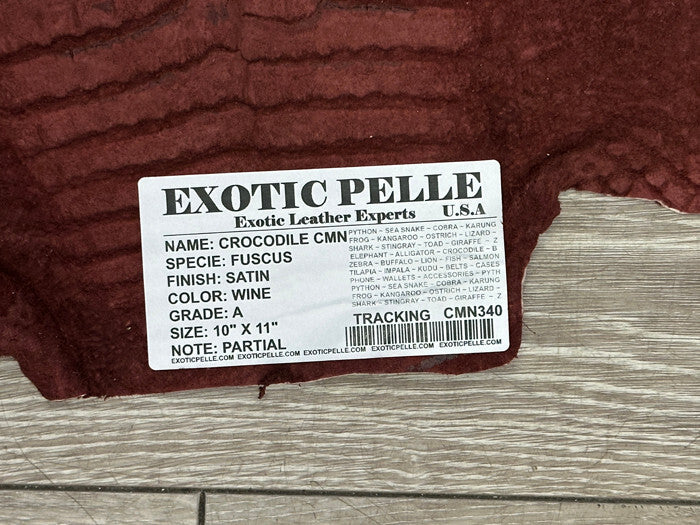 EXOTIC PELLE
Exotic Leather Experts U.S.A
NAME: CROCODILE CMN
SPECIE: FUSCUS
FINISH: SATIN
COLOR: WINE
GRADE: A
SIZE: 10" X 11"
NOTE: PARTIAL
PYTHON ~ SEA SNAKE ~ COBRA ~ KARUNG
FROG ~ KANGAROO ~ OSTRICH ~ LIZARD ~
SHARK ~ STINGRAY ~ TOAD ~ GIRAFFE ~ Z
ELEPHANT ~ ALLIGATOR ~ CROCODILE ~ B
ZEBRA ~ BUFFALO ~ LION ~ FISH ~ SALMON
TILAPIA ~ IMPALA ~ KUDU ~ BELTS ~ CASES
PHONE ~ WALLETS ~ ACCESSORIES ~ PYTH
PYTHON ~ SEA SNAKE ~ COBRA ~ KARUNG
FROG ~ KANGAROO ~ OSTRICH ~ LIZARD ~
SHARK ~ STINGRAY ~ TOAD ~ GIRAFFE ~ Z
TRACKING CMN340
EXOTICPELLE.COM EXOTICPELLE.COM EXOTICPELLE.COM EXOTICPELLE.COM EXOTICPELLE.COM